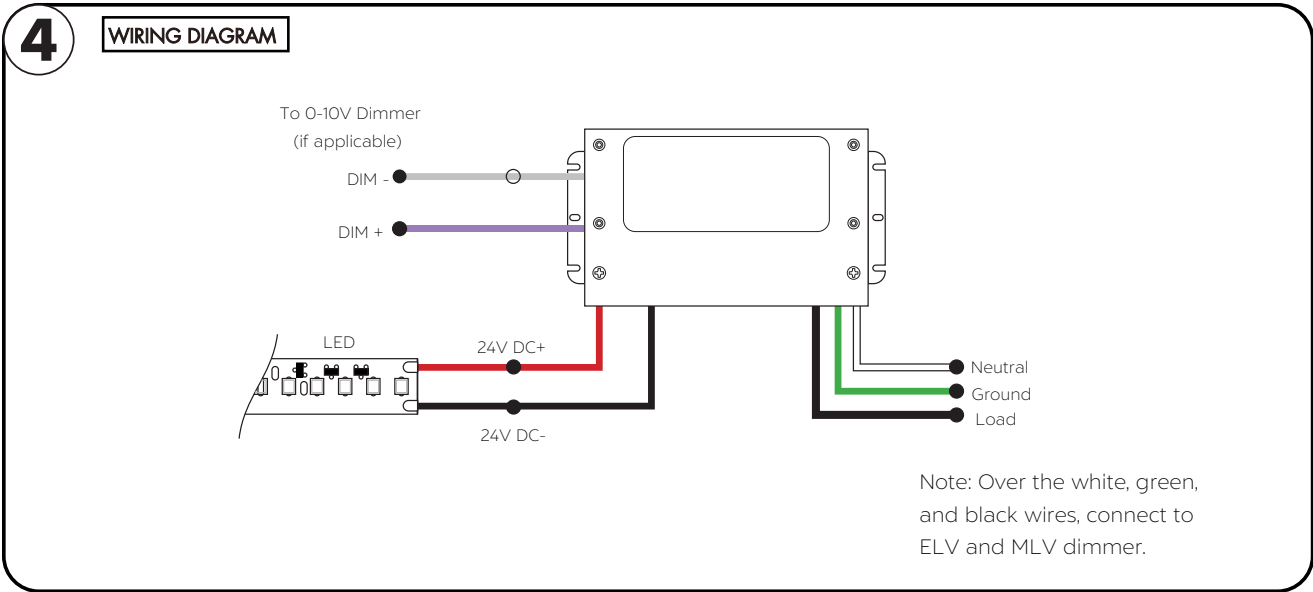 4
WIRING DIAGRAM
To 0-10V Dimmer
(if applicable)
DIM -
DIM +
LED
24V DC+
24V DC-
Neutral
Ground
Load
Note: Over the white, green,
and black wires, connect to
ELV and MLV dimmer.